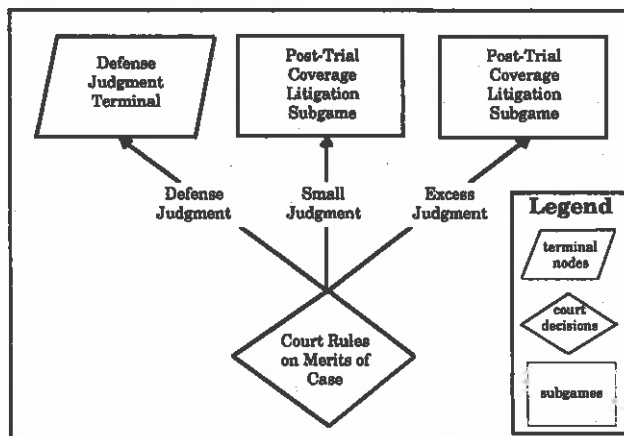 Defense
Judgment
Terminal
Post-Trial
Coverage
Litigation
Subgame
Post-Trial
Coverage
Litigation
Subgame
Defense
Judgment
Small
Judgment
Excess
Judgment
Court Rules
on Merits of
Case
Legend
terminal
nodes
court
decisions
subgames